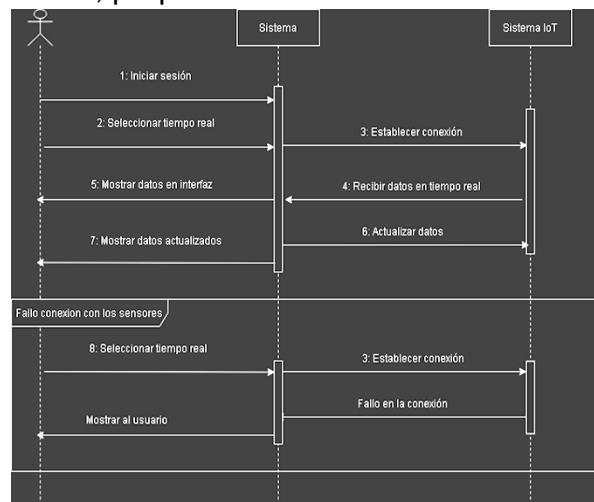 Sistema
Sistema IoT
1: Iniciar sesión
2: Seleccionar tiempo real
3: Establecer conexión
5: Mostrar datos en interfaz
4: Recibir datos en tiempo real
6: Actualizar datos
7: Mostrar datos actualizados
Fallo conexion con los sensores
8: Seleccionar tiempo real
3: Establecer conexión
Fallo en la conexión
Mostrar al usuario